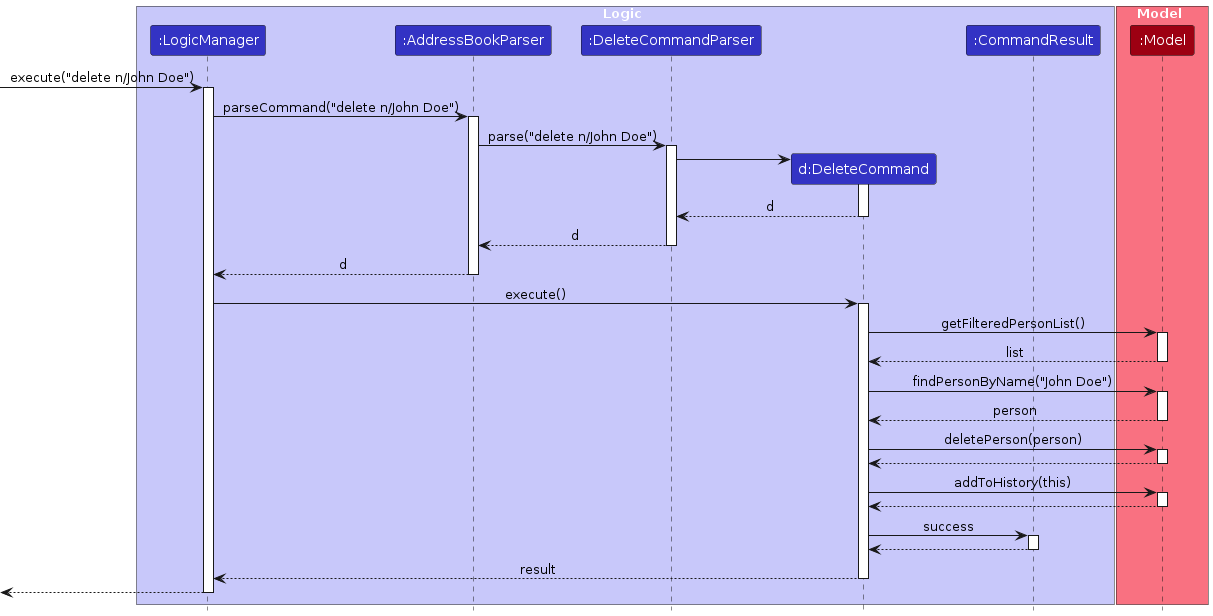 Logic
Model
:LogicManager
:AddressBookParser
:DeleteCommandParser
:CommandResult
:Model
execute("delete n/John Doe")
parseCommand("delete n/John Doe")
parse("delete n/John Doe")
d:DeleteCommand
d
d
d
execute()
getFilteredPersonList()
list
findPersonByName("John Doe")
person
deletePerson(person)
addToHistory(this)
success
result